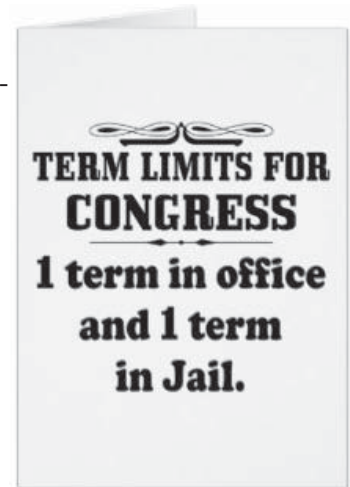 TERM LIMITS FOR
CONGRESS
1 term in office
and 1 term
in Jail.